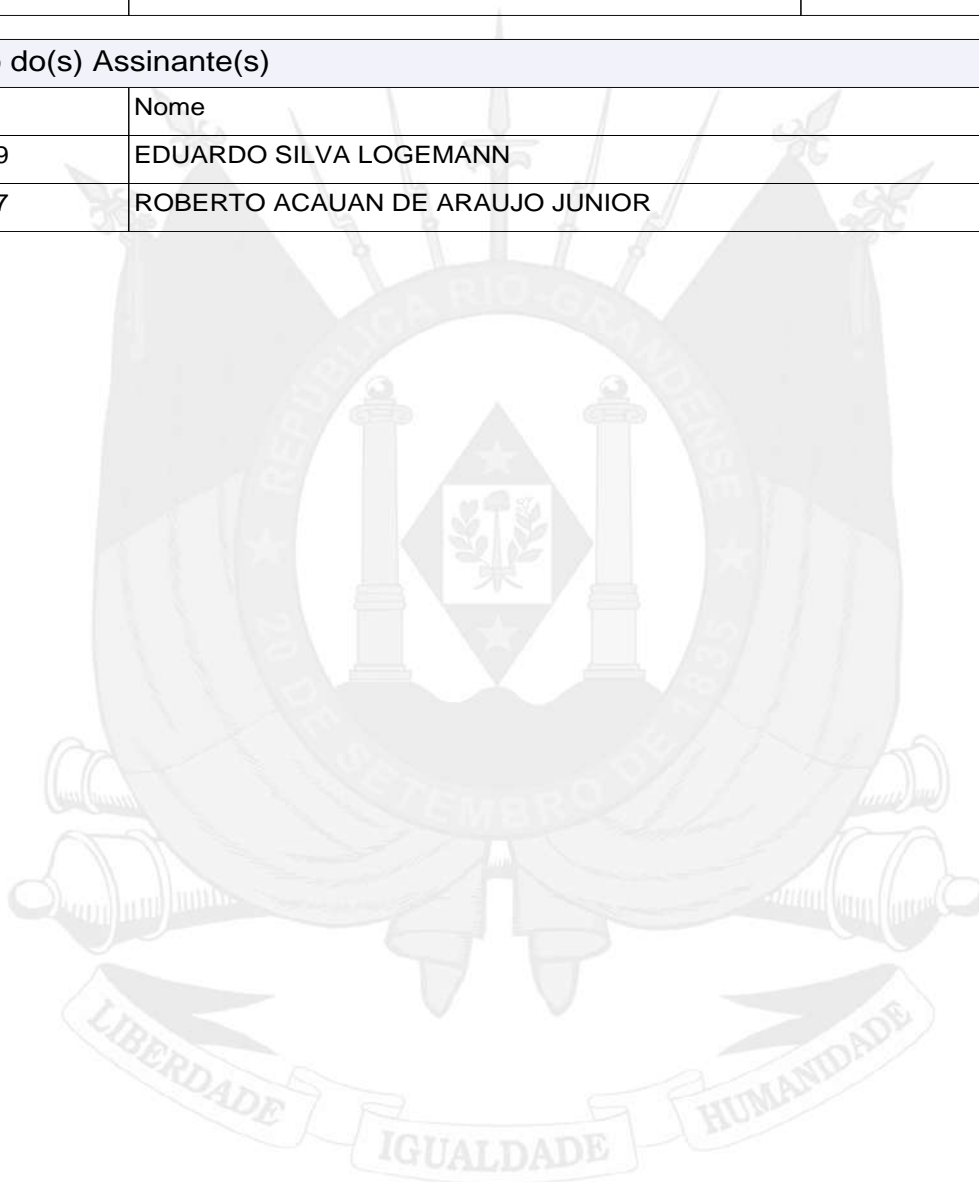 do(s) Assinante(s)
Nome
9 EDUARDO SILVA LOGEMANN
7 ROBERTO ACAUAN DE ARAUJO JUNIOR
REPÚBLICA RIO-GRANDENSE
★ 20 DE SETEMBRO DE 1835 ★
LIBERDADE IGUALDADE HUMANIDADE